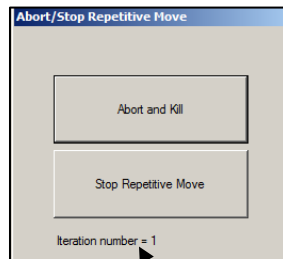 Abort/Stop Repetitive Move
Abort and Kill
Stop Repetitive Move
Iteration number = 1